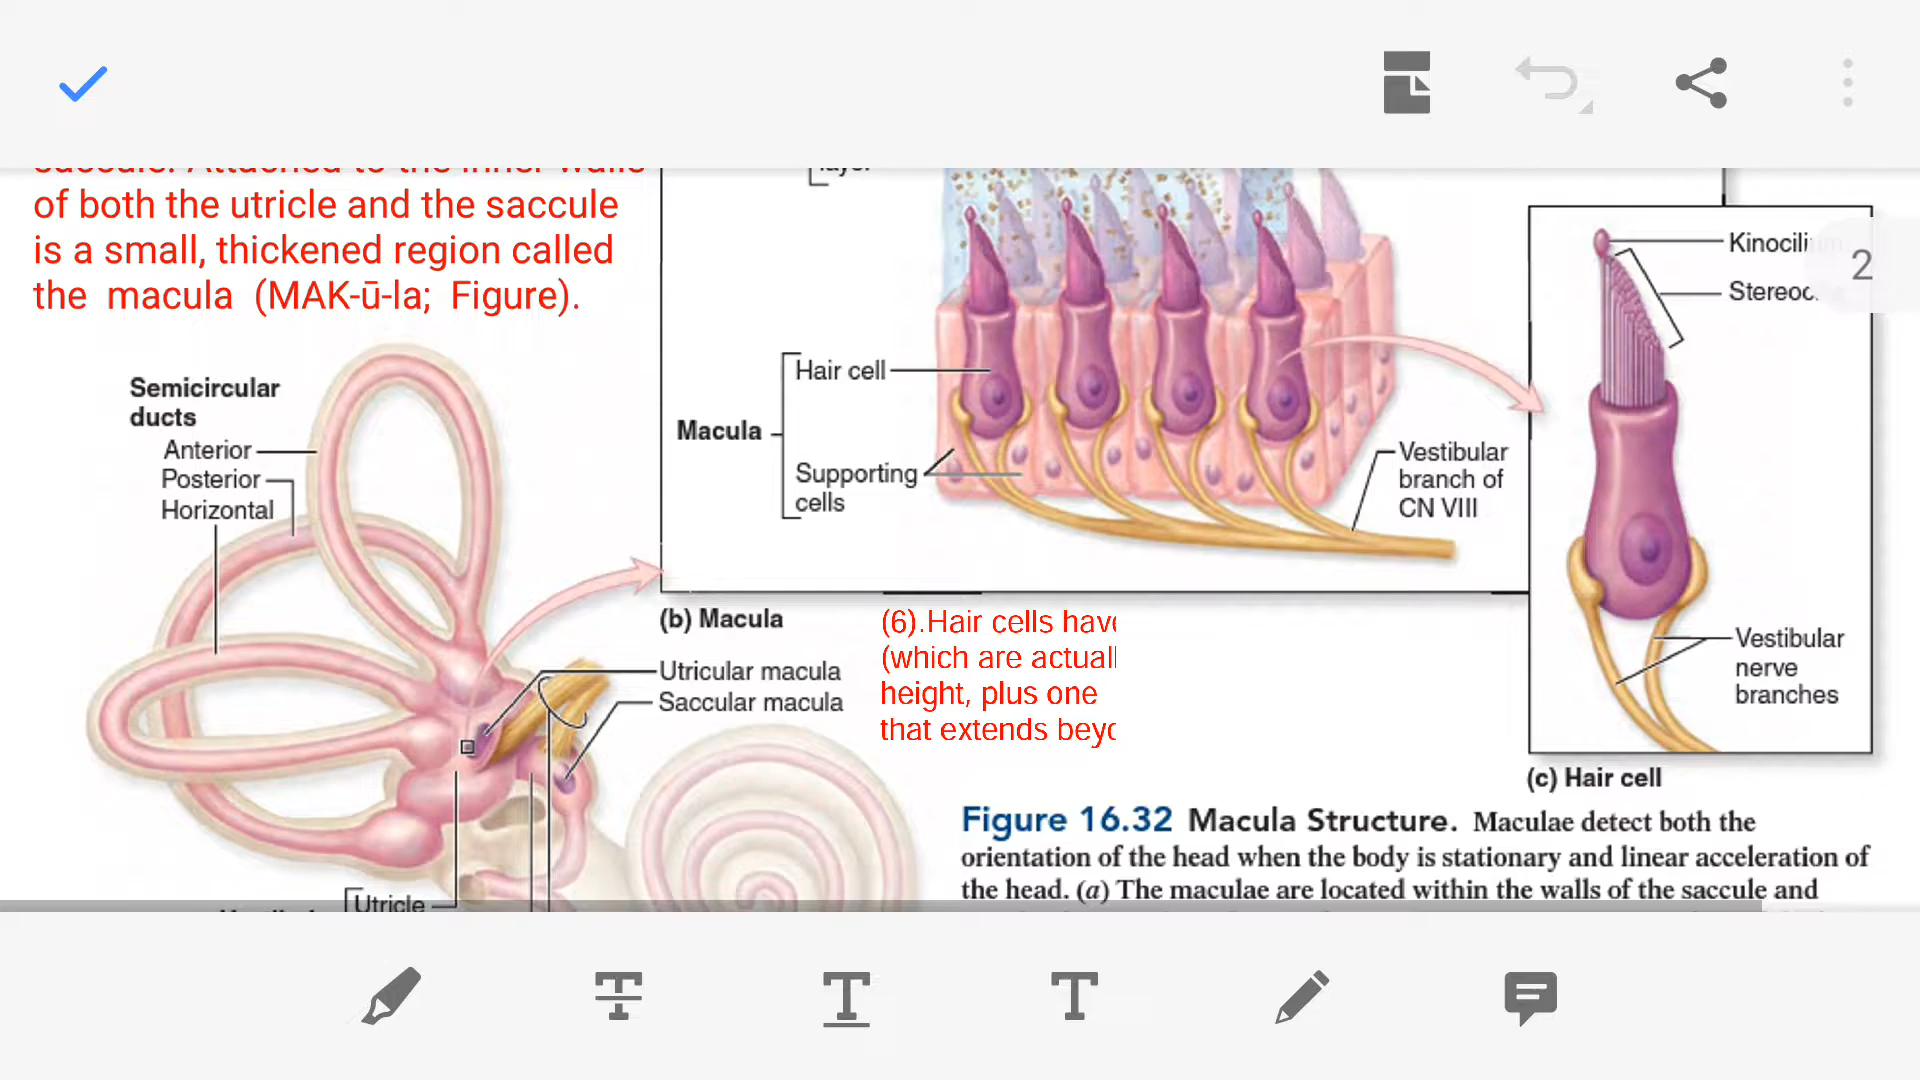 of both the utricle and the saccule
is a small, thickened region called
the macula (MAK-ū-la; Figure).
layer
Kinocili
2
Stereoc
Hair cell
Macula
Supporting
cells
Vestibular
branch of
CN VIII
Semicircular
ducts
Anterior
Posterior
Horizontal
(b) Macula
Utricular macula
Saccular macula
(6).Hair cells have
(which are actuall
height, plus one
that extends beyo
Vestibular
nerve
branches
(c) Hair cell
Figure 16.32 Macula Structure. Maculae detect both the
orientation of the head when the body is stationary and linear acceleration of
the head. (a) The maculae are located within the walls of the saccule and
Utricle